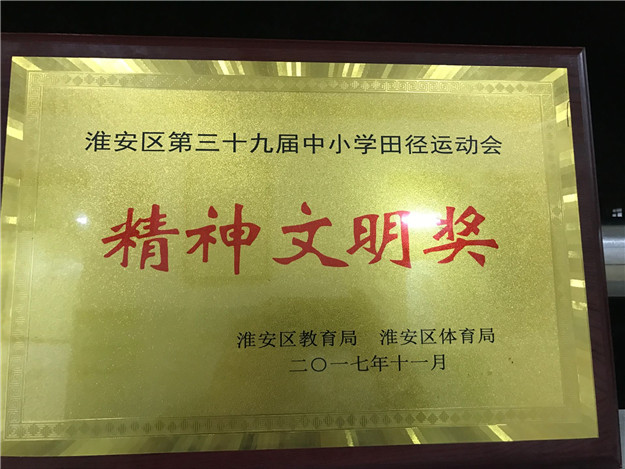 淮安区第三十九届中小学田径运动会
精神文明奖
淮安区教育局 淮安区体育局
二〇一七年十一月